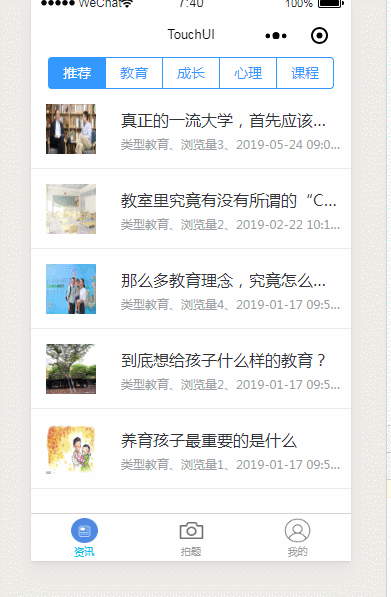 WeChat 7:40 100%
TouchUI
推荐 教育 成长 心理 课程
真正的一流大学，首先应该...
类型教育、浏览量3、2019-05-24 09:0...
教室里究竟有没有所谓的“C...
类型教育、浏览量2、2019-02-22 10:1...
那么多教育理念，究竟怎么...
类型教育、浏览量4、2019-01-17 09:5...
到底想给孩子什么样的教育？
类型教育、浏览量2、2019-01-17 09:5...
养育孩子最重要的是什么
类型教育、浏览量1、2019-01-17 09:5...
资讯 拍题 我的